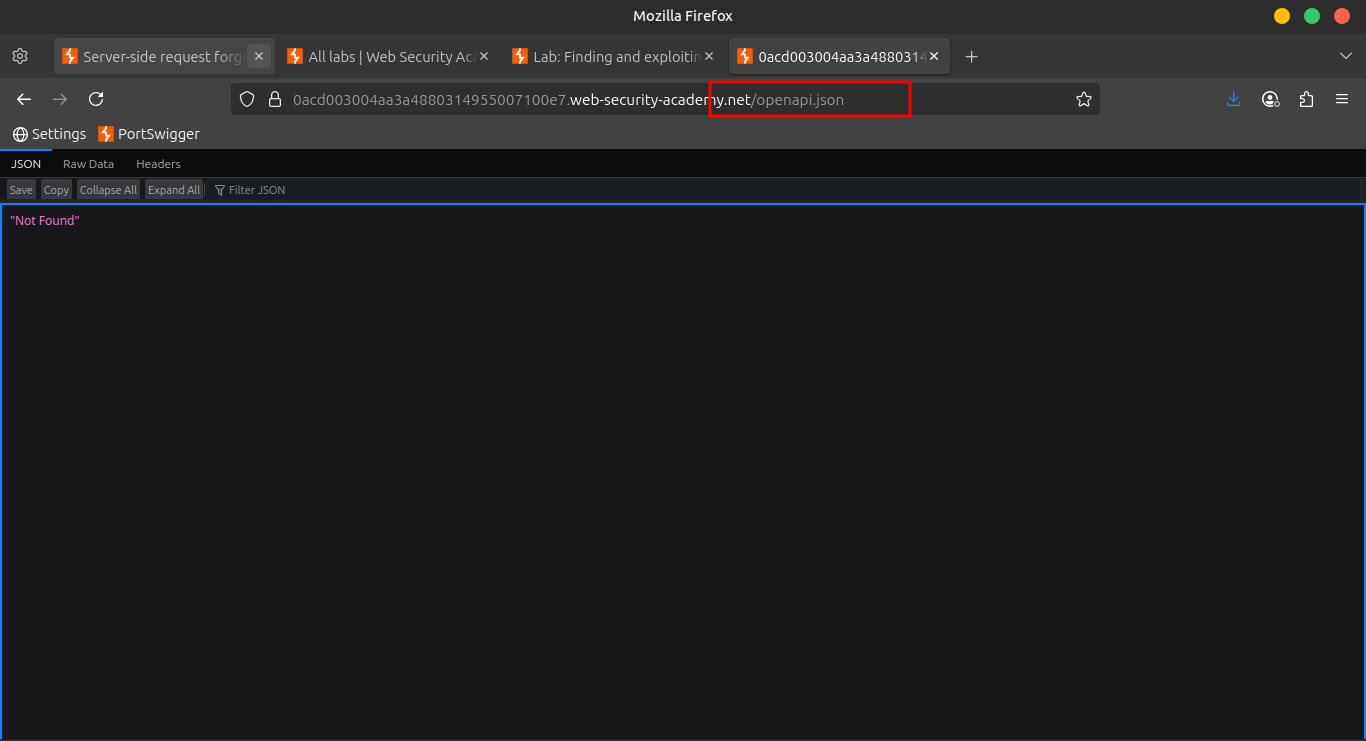 Mozilla Firefox
Server-side request forg
All labs | Web Security Ac
Lab: Finding and exploitin
0acd003004aa3a4880314
0acd003004aa3a4880314955007100e7.web-security-academy.net/openapi.json
Settings
PortSwigger
JSON
Raw Data
Headers
Save
Copy
Collapse All
Expand All
Filter JSON
"Not Found"